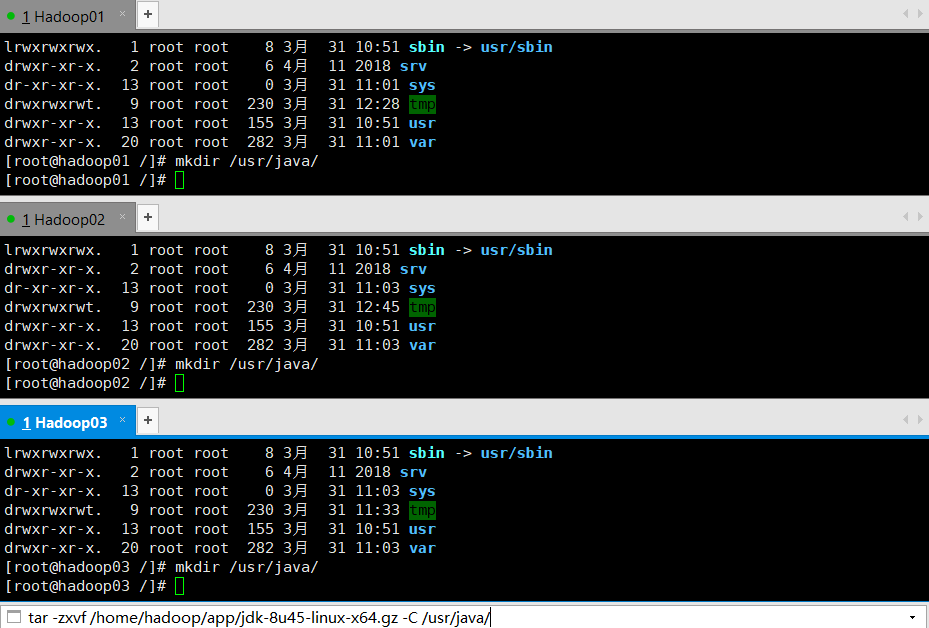 1 Hadoop01 × +
lrwxrwxrwx. 1 root root 8 3月 31 10:51 sbin -> usr/sbin
drwxr-xr-x. 2 root root 6 4月 11 2018 srv
dr-xr-xr-x. 13 root root 0 3月 31 11:01 sys
drwxrwxrwt. 9 root root 230 3月 31 12:28 tmp
drwxr-xr-x. 13 root root 155 3月 31 10:51 usr
drwxr-xr-x. 20 root root 282 3月 31 11:01 var
[root@hadoop01 /]# mkdir /usr/java/
[root@hadoop01 /]#
1 Hadoop02 × +
lrwxrwxrwx. 1 root root 8 3月 31 10:51 sbin -> usr/sbin
drwxr-xr-x. 2 root root 6 4月 11 2018 srv
dr-xr-xr-x. 13 root root 0 3月 31 11:03 sys
drwxrwxrwt. 9 root root 230 3月 31 12:45 tmp
drwxr-xr-x. 13 root root 155 3月 31 10:51 usr
drwxr-xr-x. 20 root root 282 3月 31 11:03 var
[root@hadoop02 /]# mkdir /usr/java/
[root@hadoop02 /]#
1 Hadoop03 × +
lrwxrwxrwx. 1 root root 8 3月 31 10:51 sbin -> usr/sbin
drwxr-xr-x. 2 root root 6 4月 11 2018 srv
dr-xr-xr-x. 13 root root 0 3月 31 11:03 sys
drwxrwxrwt. 9 root root 230 3月 31 11:33 tmp
drwxr-xr-x. 13 root root 155 3月 31 10:51 usr
drwxr-xr-x. 20 root root 282 3月 31 11:03 var
[root@hadoop03 /]# mkdir /usr/java/
[root@hadoop03 /]#
tar -zxvf /home/hadoop/app/jdk-8u45-linux-x64.gz -C /usr/java/